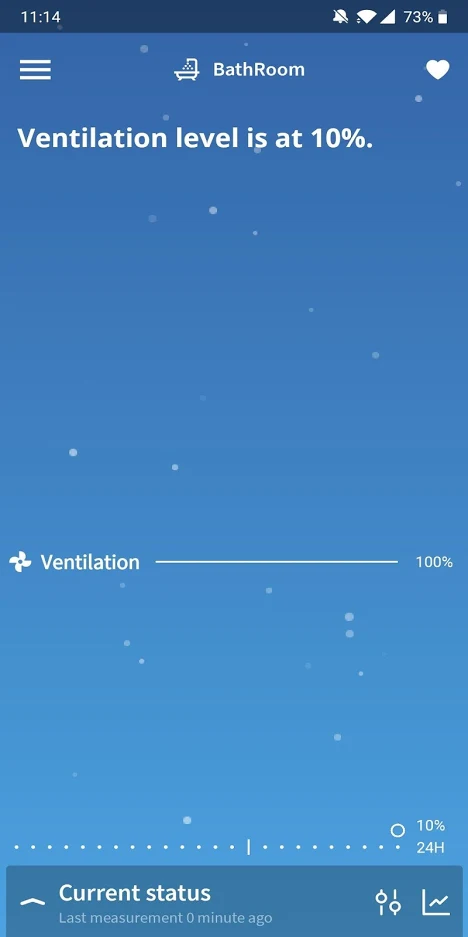 11:14
73%
BathRoom
Ventilation level is at 10%.
Ventilation 100%
10%
24H
Current status
Last measurement 0 minute ago